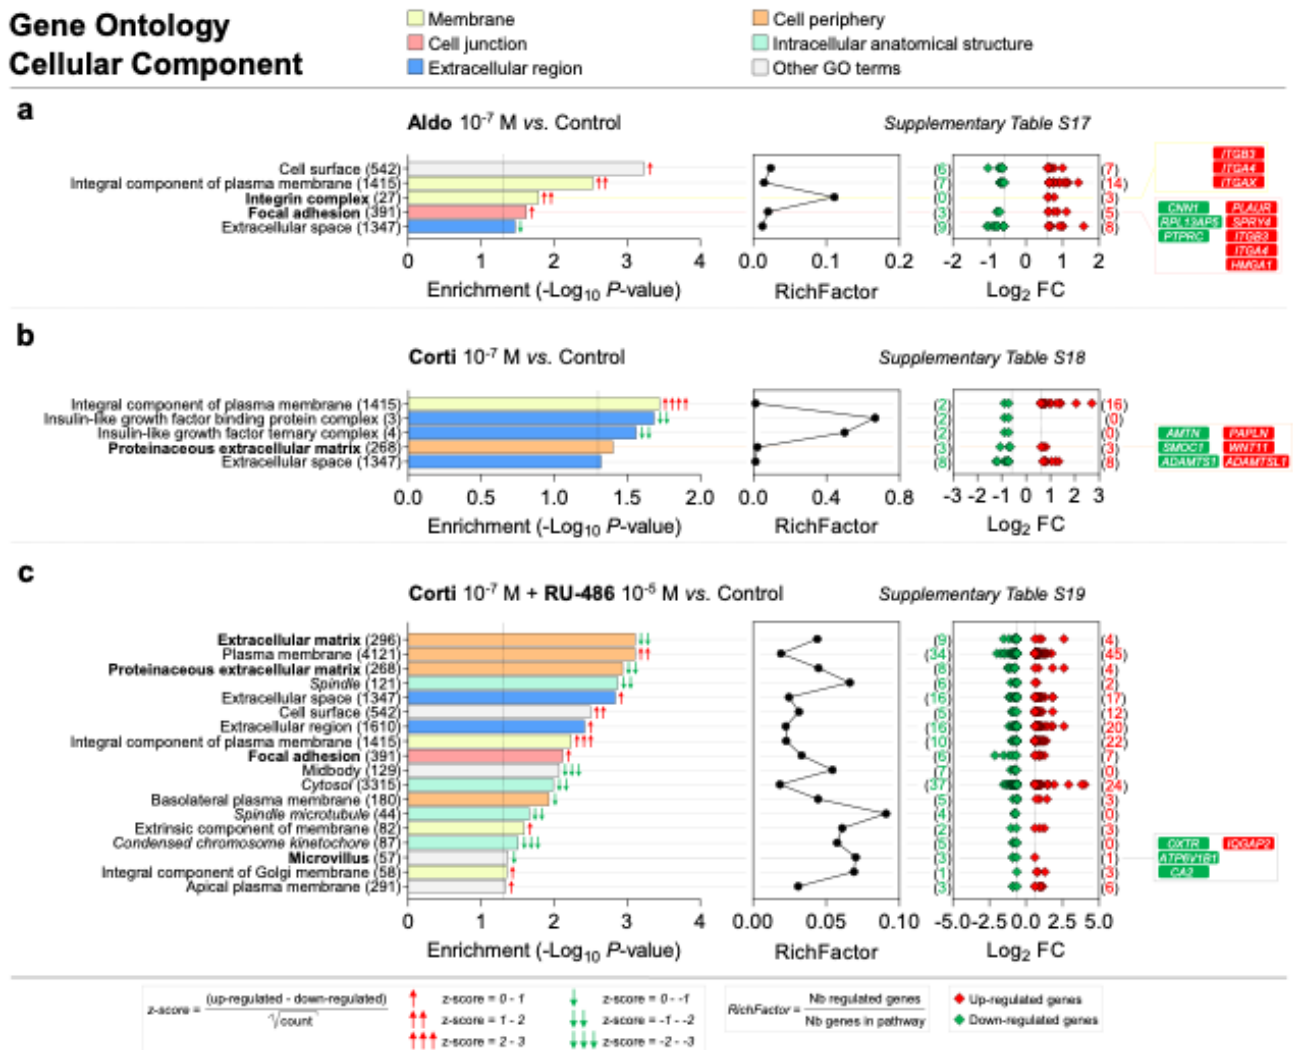 Gene Ontology
Cellular Component
Membrane
Cell junction
Extracellular region
Cell periphery
Intracellular anatomical structure
Other GO terms
a
Aldo 10-7 M vs. Control
Supplementary Table S17
Cell surface (542)
Integral component of plasma membrane (1415)
Integrin complex (27)
Focal adhesion (391)
Extracellular space (1347)
0 1 2 3 4
Enrichment (-Log10 P-value)
0.0 0.1 0.2
RichFactor
(6) (7)
(7) (14)
(0) (3)
(3) (5)
(9) (8)
-2 -1 0 1 2
Log2 FC
ITGB3
ITGA4
ITGAX
CNN1 PLAUR
RPL13AP5 SPRY4
PTPRC ITGB3
ITGA4
HMGA1
b
Corti 10-7 M vs. Control
Supplementary Table S18
Integral component of plasma membrane (1415)
Insulin-like growth factor binding protein complex (3)
Insulin-like growth factor ternary complex (4)
Proteinaceous extracellular matrix (268)
Extracellular space (1347)
0.0 0.5 1.0 1.5 2.0
Enrichment (-Log10 P-value)
0.0 0.4 0.8
RichFactor
(2) (16)
(2) (0)
(2) (0)
(3) (3)
(8) (8)
-3 -2 -1 0 1 2 3
Log2 FC
AMTN PAPLN
SMOC1 WNT11
ADAMTS1 ADAMTSL1
c
Corti 10-7 M + RU-486 10-5 M vs. Control
Supplementary Table S19
Extracellular matrix (296)
Plasma membrane (4121)
Proteinaceous extracellular matrix (268)
Spindle (121)
Extracellular space (1347)
Cell surface (542)
Extracellular region (1610)
Integral component of plasma membrane (1415)
Focal adhesion (391)
Midbody (129)
Cytosol (3315)
Basolateral plasma membrane (180)
Spindle microtubule (44)
Extrinsic component of membrane (82)
Condensed chromosome kinetochore (87)
Microvillus (57)
Integral component of Golgi membrane (58)
Apical plasma membrane (291)
0 1 2 3 4
Enrichment (-Log10 P-value)
0.00 0.05 0.10
RichFactor
(9) (4)
(34) (45)
(8) (4)
(6) (2)
(16) (17)
(5) (12)
(16) (20)
(10) (22)
(6) (7)
(7) (0)
(37) (24)
(5) (3)
(4) (0)
(2) (3)
(5) (0)
(3) (1)
(1) (3)
(3) (6)
-5.0 -2.5 0.0 2.5 5.0
Log2 FC
OXTR IQGAP2
ATP6V1B1
CA2
z-score = (up-regulated - down-regulated)
√count
z-score = 0 - 1
z-score = 1 - 2
z-score = 2 - 3
z-score = 0 - -1
z-score = -1 - -2
z-score = -2 - -3
RichFactor = Nb regulated genes
Nb genes in pathway
Up-regulated genes
Down-regulated genes